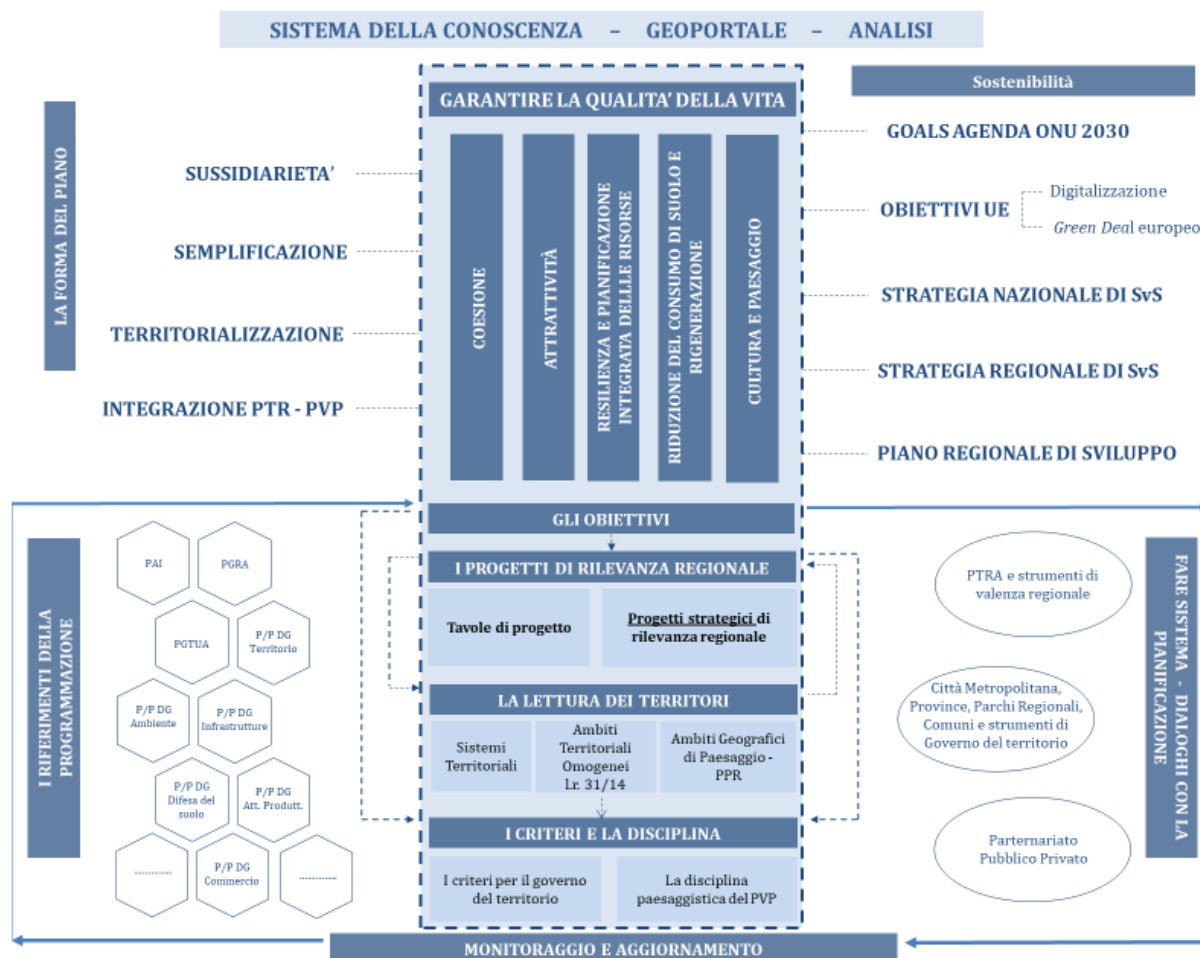 SISTEMA DELLA CONOSCENZA – GEOPORTALE – ANALISI
LA FORMA DEL PIANO
SUSSIDIARIETA'
SEMPLIFICAZIONE
TERRITORIALIZZAZIONE
INTEGRAZIONE PTR - PVP
GARANTIRE LA QUALITA' DELLA VITA
COESIONE
ATTRATTIVITÀ
RESILIENZA E PIANIFICAZIONE
INTEGRATA DELLLE RISORSE
RIDUZIONE DEL CONSUMO DI SUOLO E
RIGENERAZIONE
CULTURA E PAESAGGIO
Sostenibilità
GOALS AGENDA ONU 2030
OBIETTIVI UE
Digitalizzazione
Green Deal europeo
STRATEGIA NAZIONALE DI SvS
STRATEGIA REGIONALE DI SvS
PIANO REGIONALE DI SVILUPPO
I RIFERIMENTI DELLA
PROGRAMMAZIONE
PAI
PGRA
PGTUA
P/P DG
Territorio
P/P DG
Ambiente
P/P DG
Infrastrutture
P/P DG
Difesa del
suolo
P/P DG
Att. Produtt.
............
P/P DG
Commercio
............
GLI OBIETTIVI
I PROGETTI DI RILEVANZA REGIONALE
Tavole di progetto
Progetti strategici di
rilevanza regionale
LA LETTURA DEI TERRITORI
Sistemi
Territoriali
Ambiti
Territoriali
Omogenei
Lr. 31/14
Ambiti Geografici
di Paesaggio -
PPR
I CRITERI E LA DISCIPLINA
I criteri per il governo
del territorio
La disciplina
paesaggistica del PVP
PTRA e strumenti di
valenza regionale
Città Metropolitana,
Province, Parchi Regionali,
Comuni e strumenti di
Governo del territorio
Parternariato
Pubblico Privato
FARE SISTEMA - DIALOGHI CON LA
PIANIFICAZIONE
MONITORAGGIO E AGGIORNAMENTO